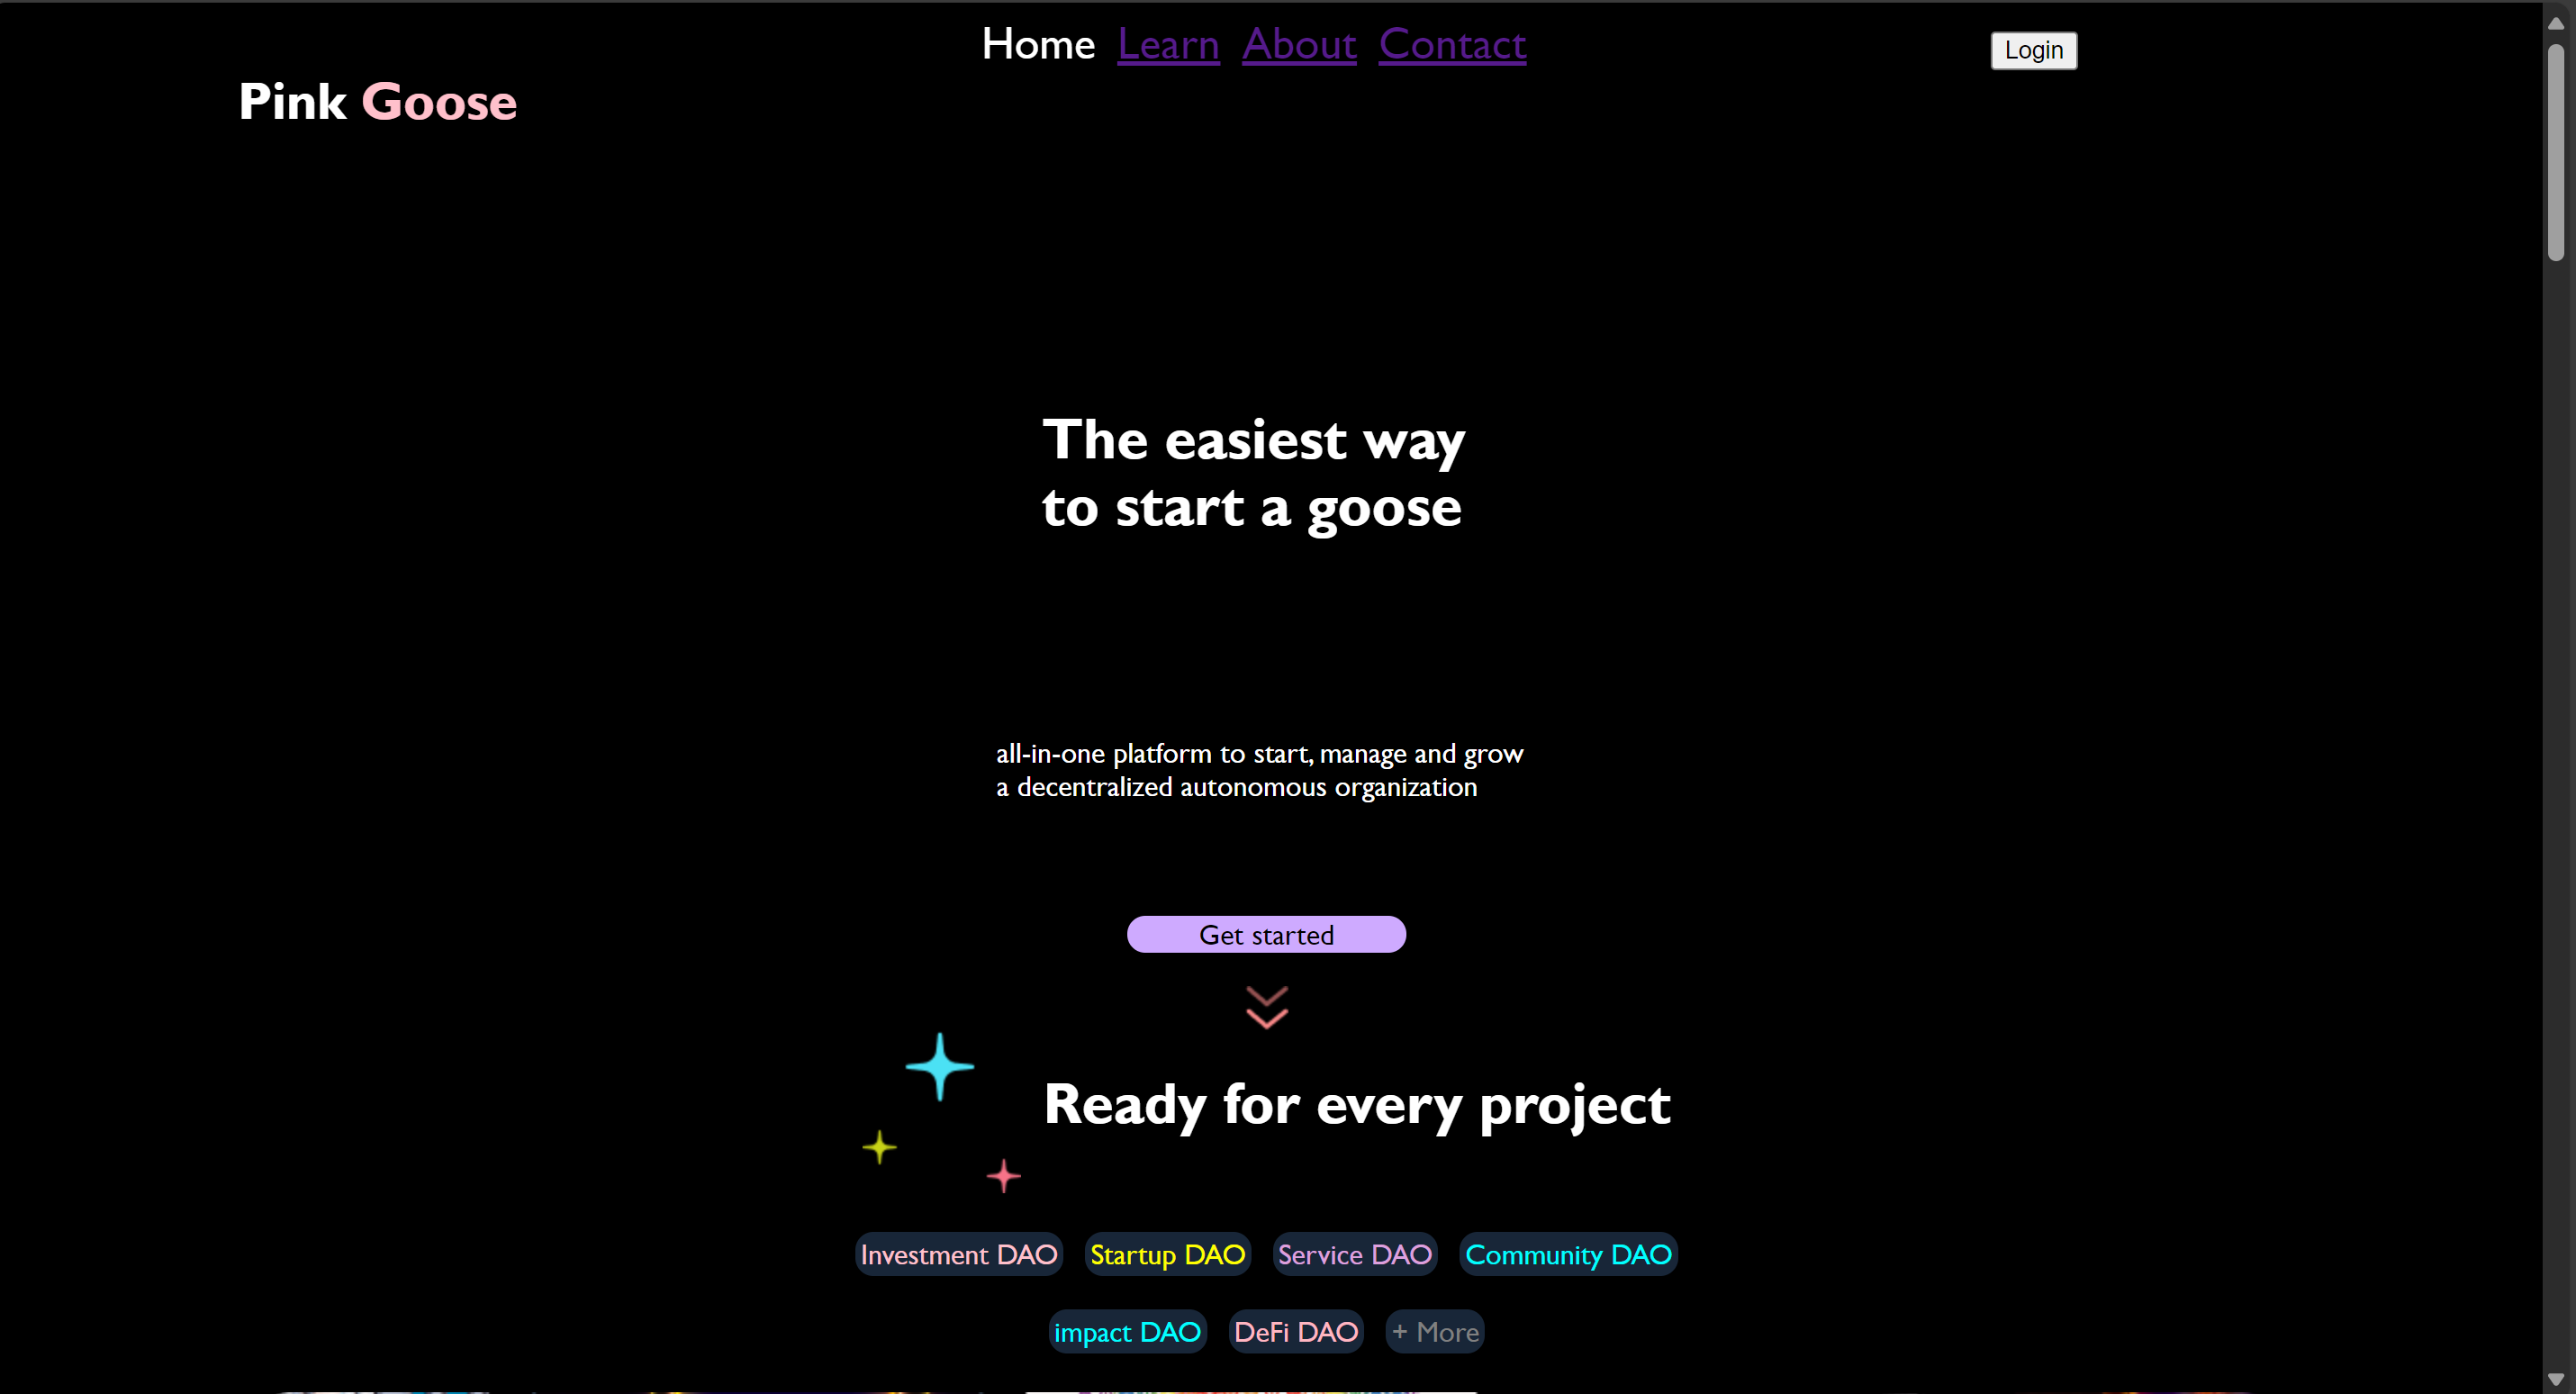 Home Learn About Contact
Login
Pink Goose
The easiest way
to start a goose
all-in-one platform to start, manage and grow
a decentralized autonomous organization
Get started
Ready for every project
Investment DAO Startup DAO Service DAO Community DAO
impact DAO DeFi DAO + More